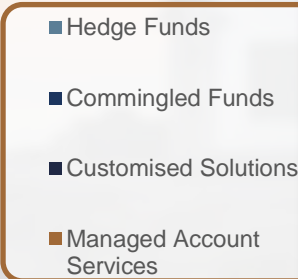 Hedge Funds
Commingled Funds
Customised Solutions
Managed Account
Services